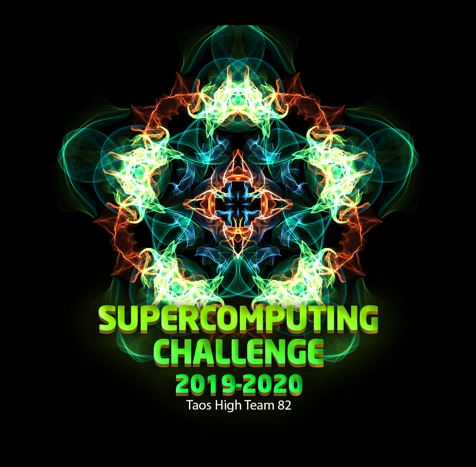 SUPERCOMPUTING
CHALLENGE
2019-2020
Taos High Team 82